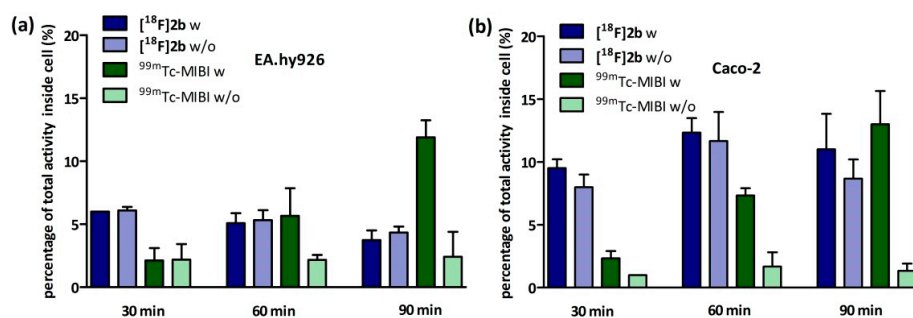 (a)
[¹⁸F]2b w
[¹⁸F]2b w/o
⁹⁹ᵐTc-MIBI w
⁹⁹ᵐTc-MIBI w/o
EA.hy926
percentage of total activity inside cell (%)
20
15
10
5
0
30 min
60 min
90 min
(b)
[¹⁸F]2b w
[¹⁸F]2b w/o
⁹⁹ᵐTc-MIBI w
⁹⁹ᵐTc-MIBI w/o
Caco-2
percentage of total activity inside cell (%)
20
15
10
5
0
30 min
60 min
90 min